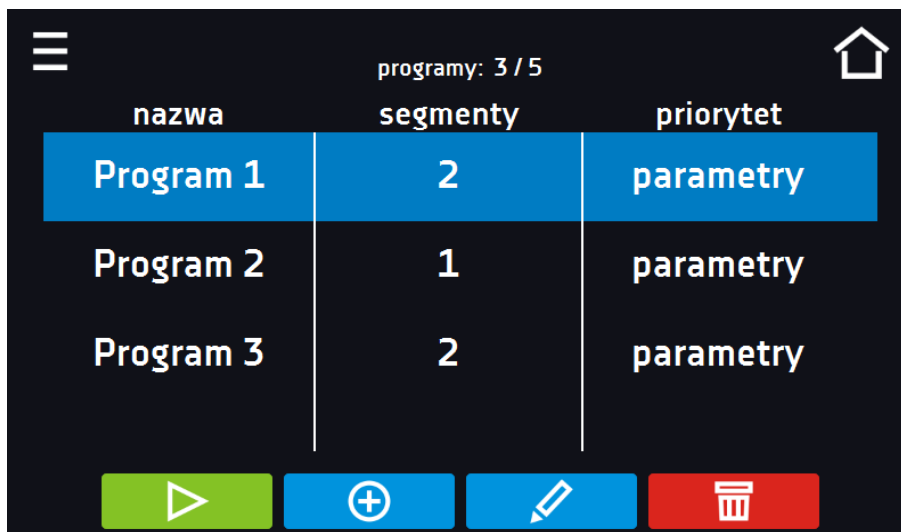 programy: 3 / 5
nazwa segmenty priorytet
Program 1 2 parametry
Program 2 1 parametry
Program 3 2 parametry